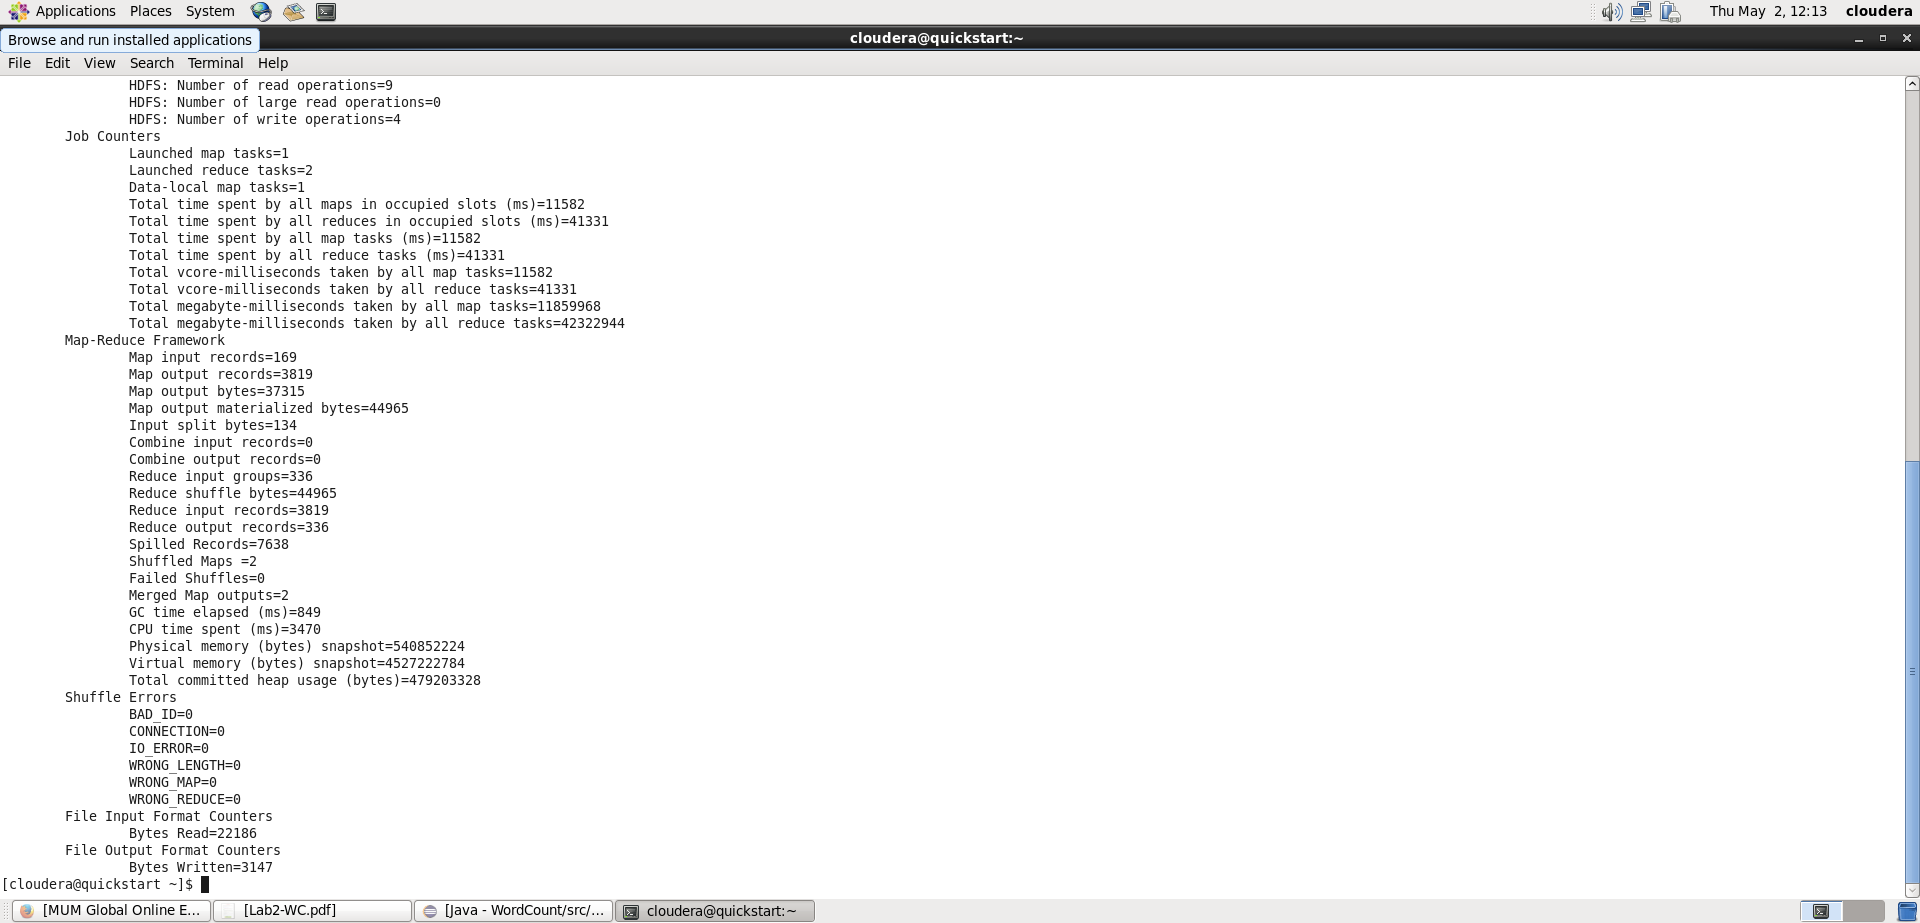 Applications Places System Thu May 2, 12:13 cloudera
Browse and run installed applications
cloudera@quickstart:~
File Edit View Search Terminal Help
HDFS: Number of read operations=9
HDFS: Number of large read operations=0
HDFS: Number of write operations=4
Job Counters
Launched map tasks=1
Launched reduce tasks=2
Data-local map tasks=1
Total time spent by all maps in occupied slots (ms)=11582
Total time spent by all reduces in occupied slots (ms)=41331
Total time spent by all map tasks (ms)=11582
Total time spent by all reduce tasks (ms)=41331
Total vcore-milliseconds taken by all map tasks=11582
Total vcore-milliseconds taken by all reduce tasks=41331
Total megabyte-milliseconds taken by all map tasks=11859968
Total megabyte-milliseconds taken by all reduce tasks=42322944
Map-Reduce Framework
Map input records=169
Map output records=3819
Map output bytes=37315
Map output materialized bytes=44965
Input split bytes=134
Combine input records=0
Combine output records=0
Reduce input groups=336
Reduce shuffle bytes=44965
Reduce input records=3819
Reduce output records=336
Spilled Records=7638
Shuffled Maps =2
Failed Shuffles=0
Merged Map outputs=2
GC time elapsed (ms)=849
CPU time spent (ms)=3470
Physical memory (bytes) snapshot=540852224
Virtual memory (bytes) snapshot=4527222784
Total committed heap usage (bytes)=479203328
Shuffle Errors
BAD_ID=0
CONNECTION=0
IO_ERROR=0
WRONG_LENGTH=0
WRONG_MAP=0
WRONG_REDUCE=0
File Input Format Counters
Bytes Read=22186
File Output Format Counters
Bytes Written=3147
[cloudera@quickstart ~]$
[MUM Global Online E... [Lab2-WC.pdf] [Java - WordCount/src/... cloudera@quickstart:~